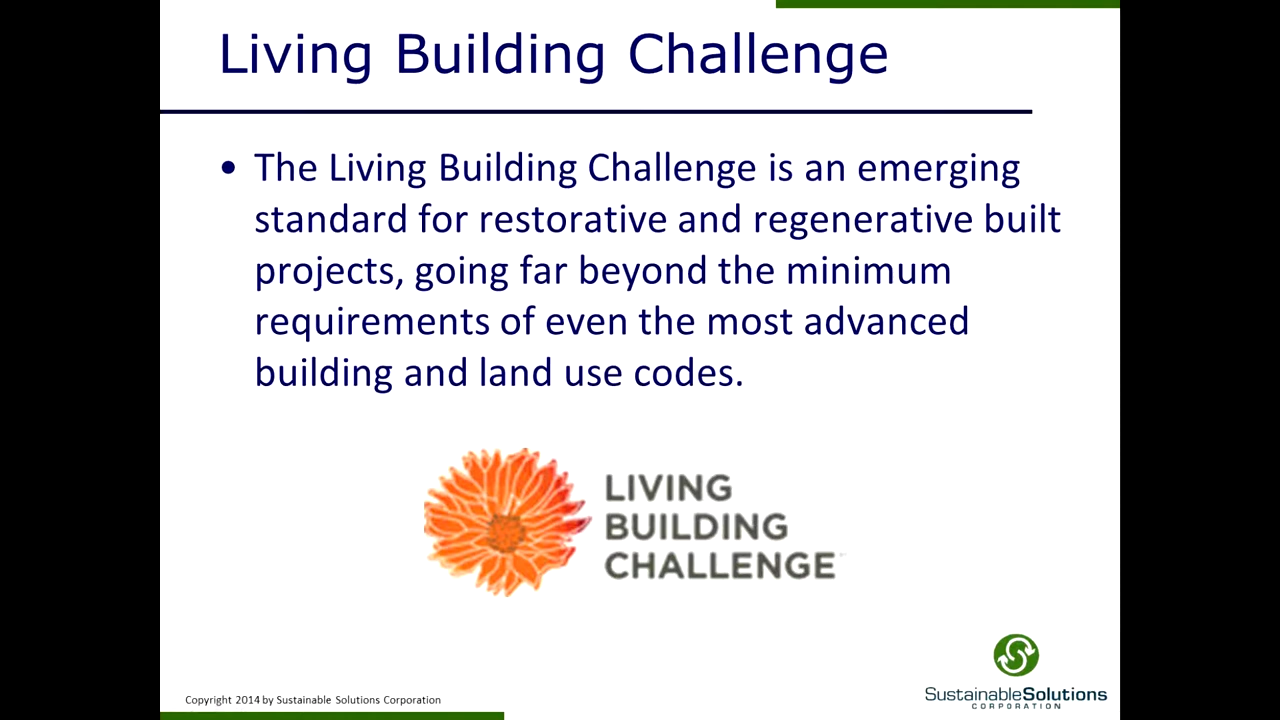 Living Building Challenge
• The Living Building Challenge is an emerging
standard for restorative and regenerative built
projects, going far beyond the minimum
requirements of even the most advanced
building and land use codes.
LIVING
BUILDING
CHALLENGE
Copyright 2014 by Sustainable Solutions Corporation
SustainableSolutions
CORPORATION